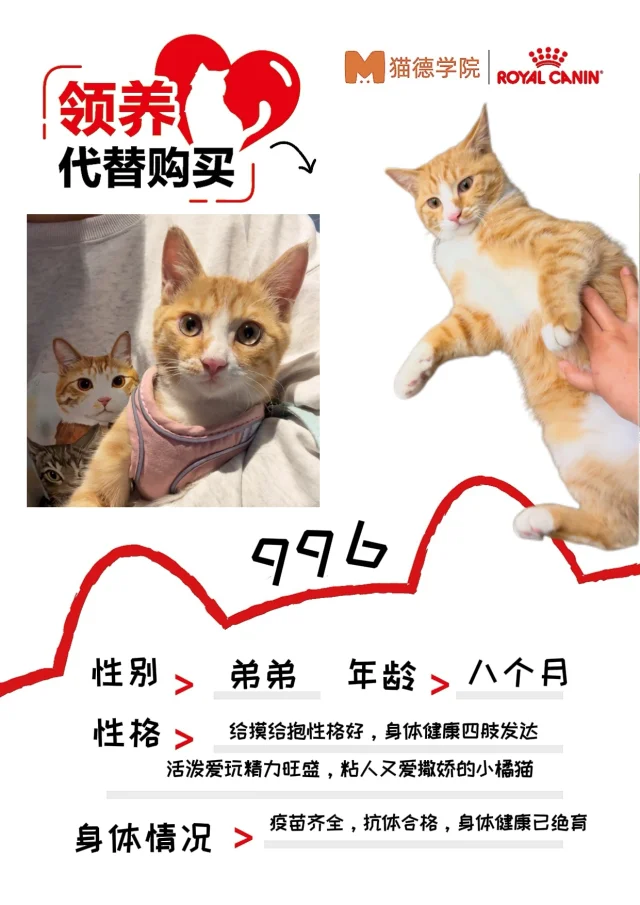 领养
代替购买
猫德学院
ROYAL CANIN
996
性别 > 弟弟 年龄 > 八个月
性格 > 给摸给抱性格好，身体健康四肢发达
活泼爱玩精力旺盛，粘人又爱撒娇的小橘猫
身体情况 > 疫苗齐全，抗体合格，身体健康已绝育